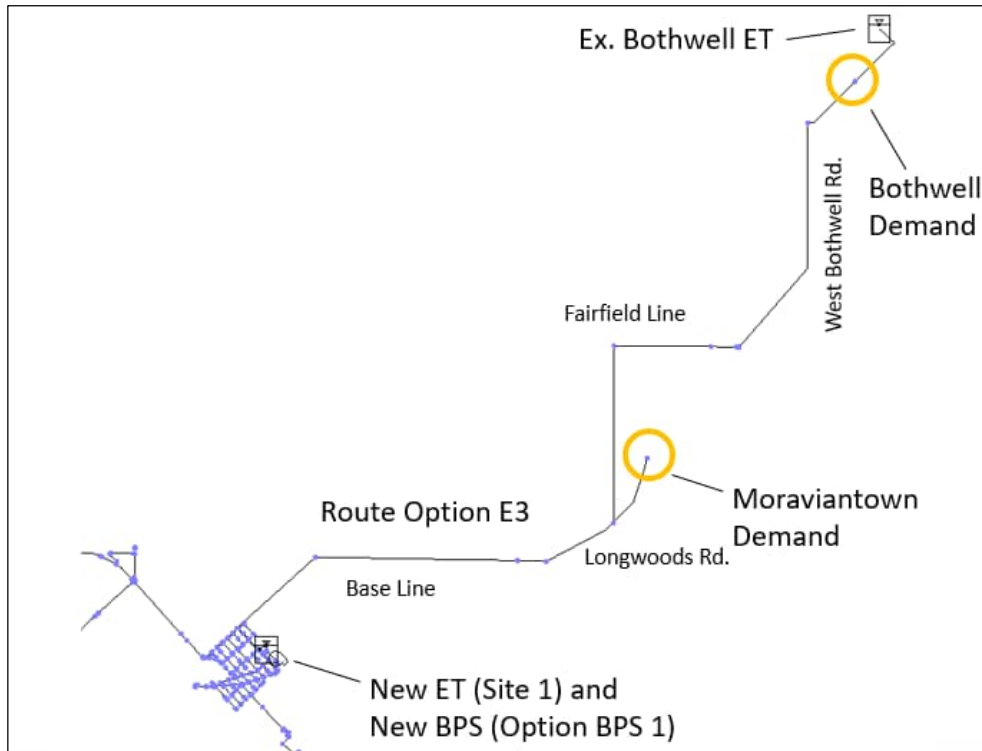 Ex. Bothwell ET
Bothwell
Demand
West Bothwell Rd.
Fairfield Line
Moraviantown
Demand
Route Option E3
Longwoods Rd.
Base Line
New ET (Site 1) and
New BPS (Option BPS 1)